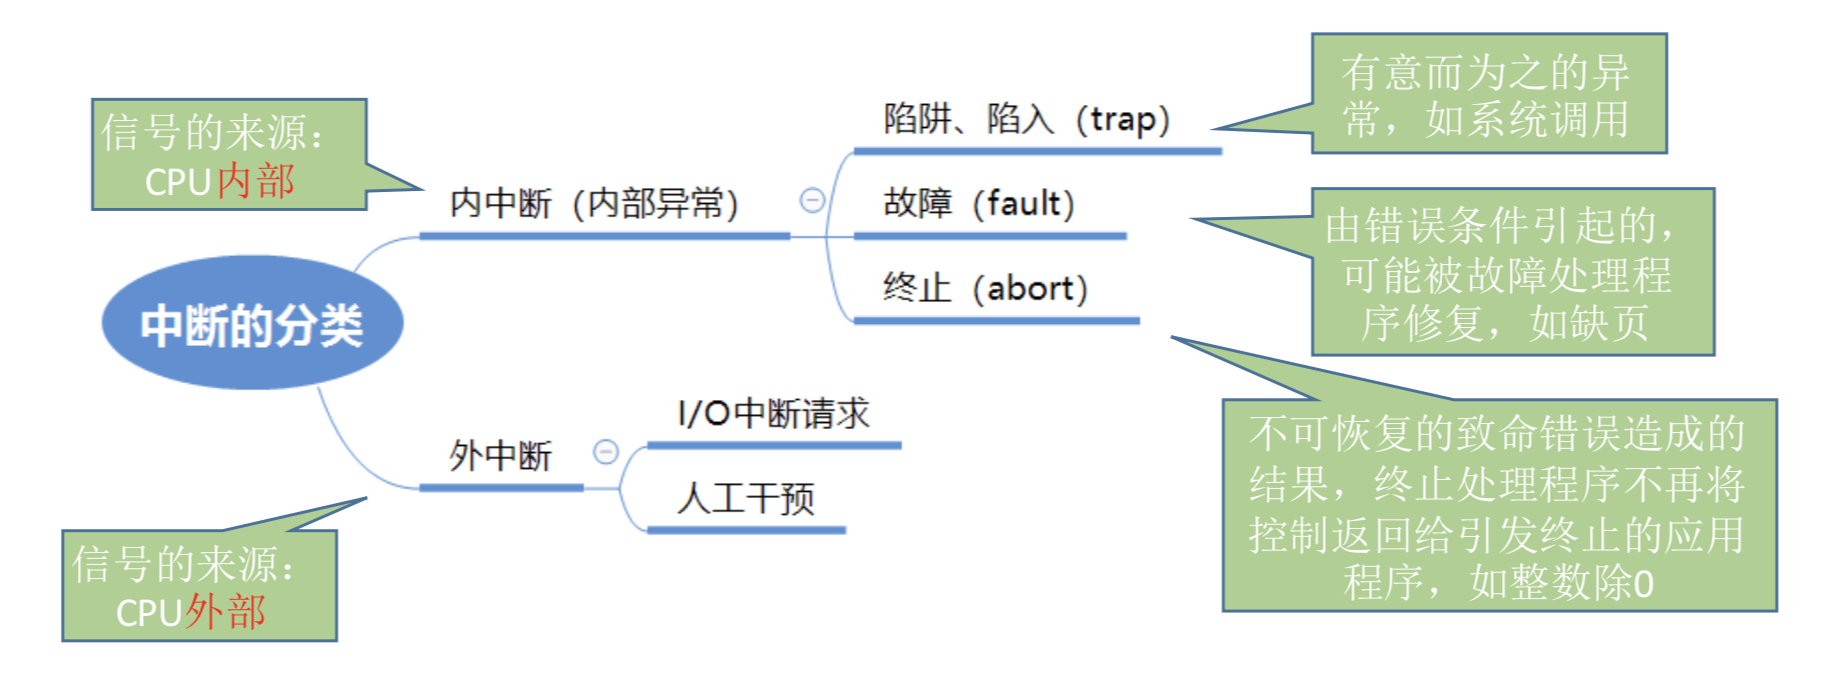 中断的分类
信号的来源：
CPU内部
内中断（内部异常）
陷阱、陷入（trap）
有意而为之的异
常，如系统调用
故障（fault）
由错误条件引起的，
可能被故障处理程
序修复，如缺页
终止（abort）
不可恢复的致命错误造成的
结果，终止处理程序不再将
控制返回给引发终止的应用
程序，如整数除0
信号的来源：
CPU外部
外中断
I/O中断请求
人工干预